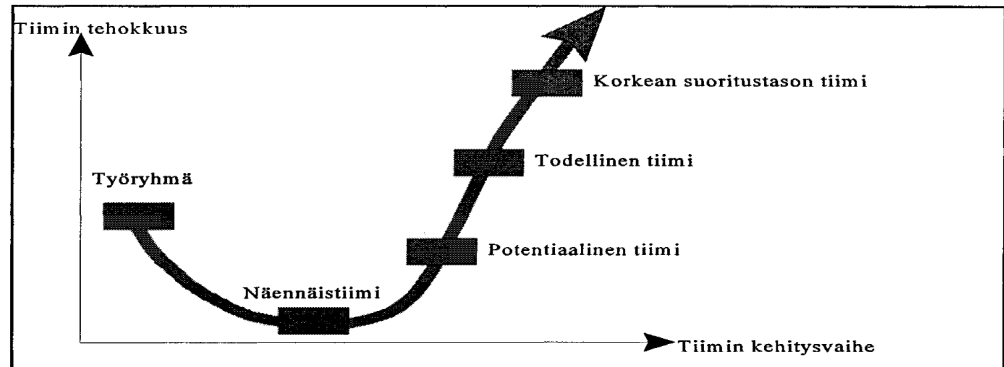 Tiimin tehokkuus
Korkean suoritustason tiimi
Todellinen tiimi
Työryhmä
Potentiaalinen tiimi
Näennäistiimi
Tiimin kehitysvaihe